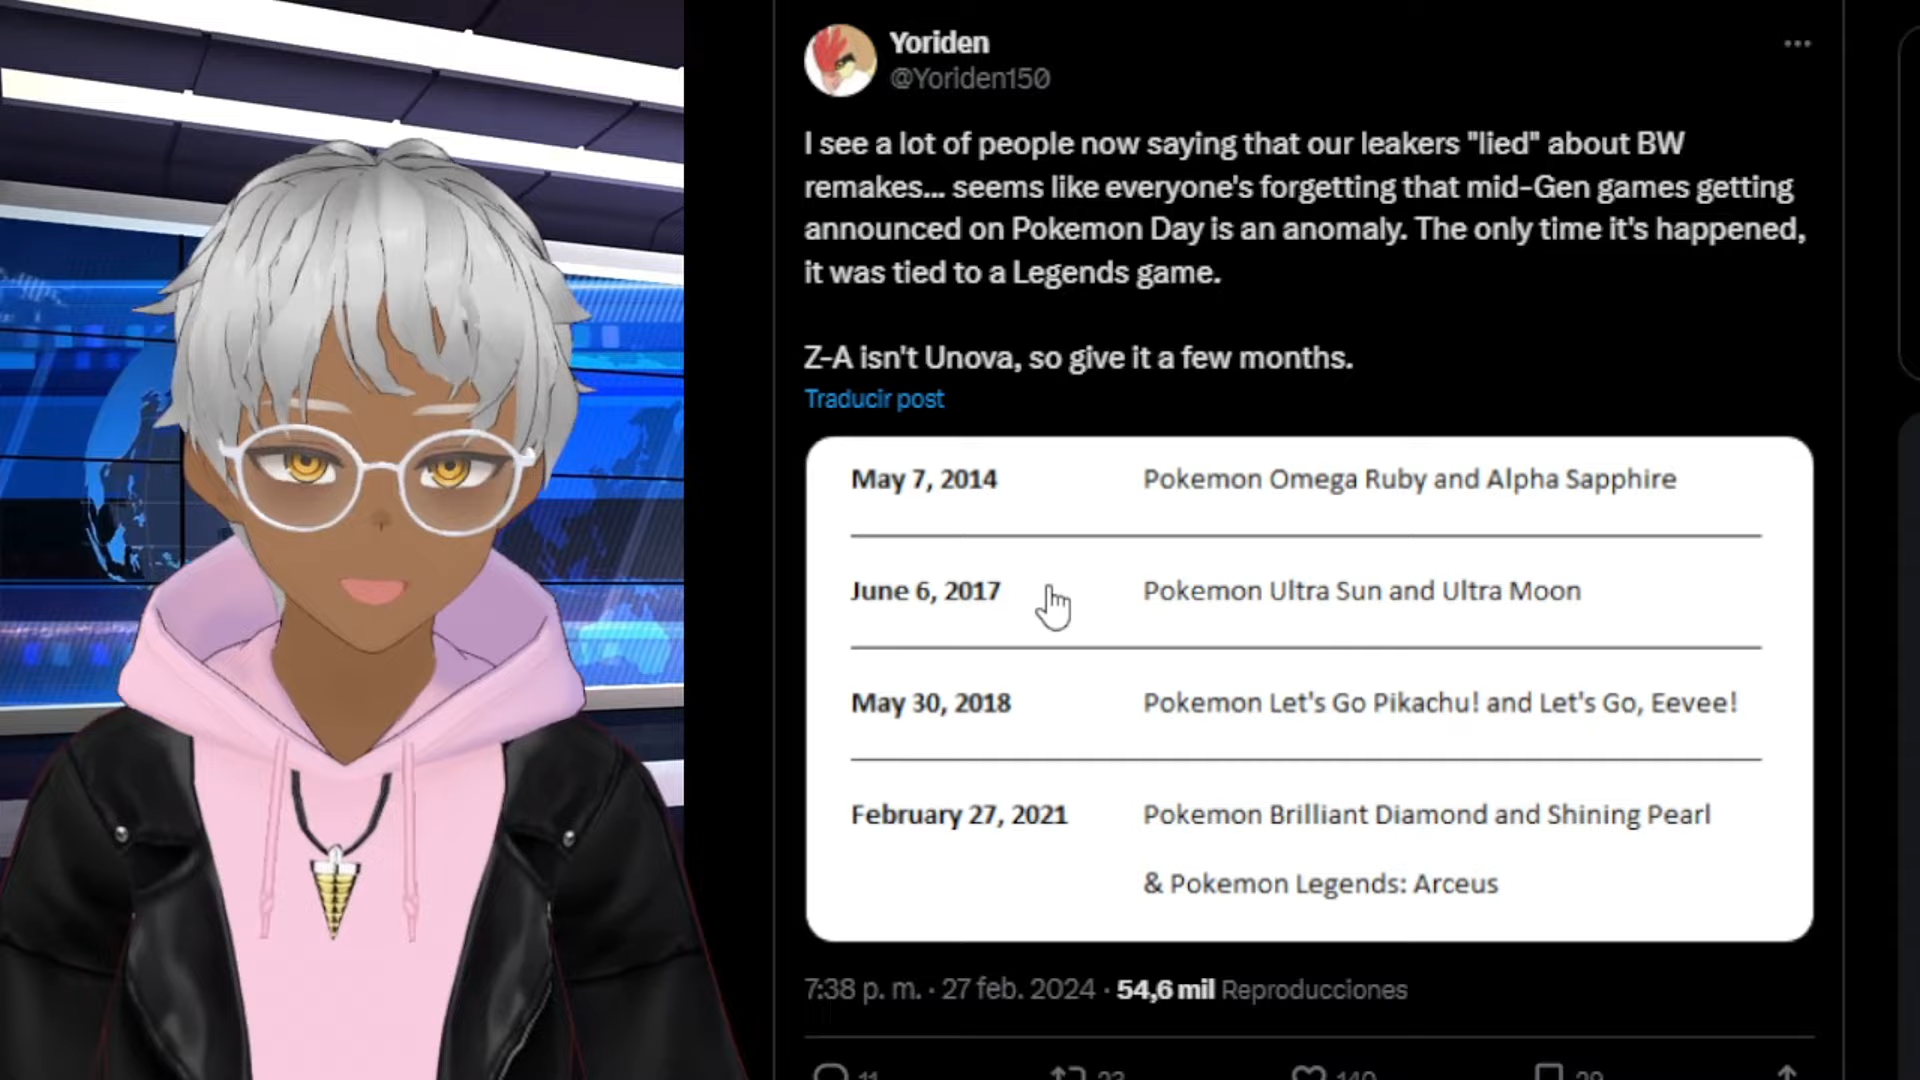 Yoriden
@Yoriden150
I see a lot of people now saying that our leakers "lied" about BW
remakes... seems like everyone's forgetting that mid-Gen games getting
announced on Pokemon Day is an anomaly. The only time it's happened,
it was tied to a Legends game.
Z-A isn't Unova, so give it a few months.
Traducir post
May 7, 2014 Pokemon Omega Ruby and Alpha Sapphire
June 6, 2017 Pokemon Ultra Sun and Ultra Moon
May 30, 2018 Pokemon Let's Go Pikachu! and Let's Go, Eevee!
February 27, 2021 Pokemon Brilliant Diamond and Shining Pearl
& Pokemon Legends: Arceus
7:38 p. m. · 27 feb. 2024 · 54,6 mil Reproducciones